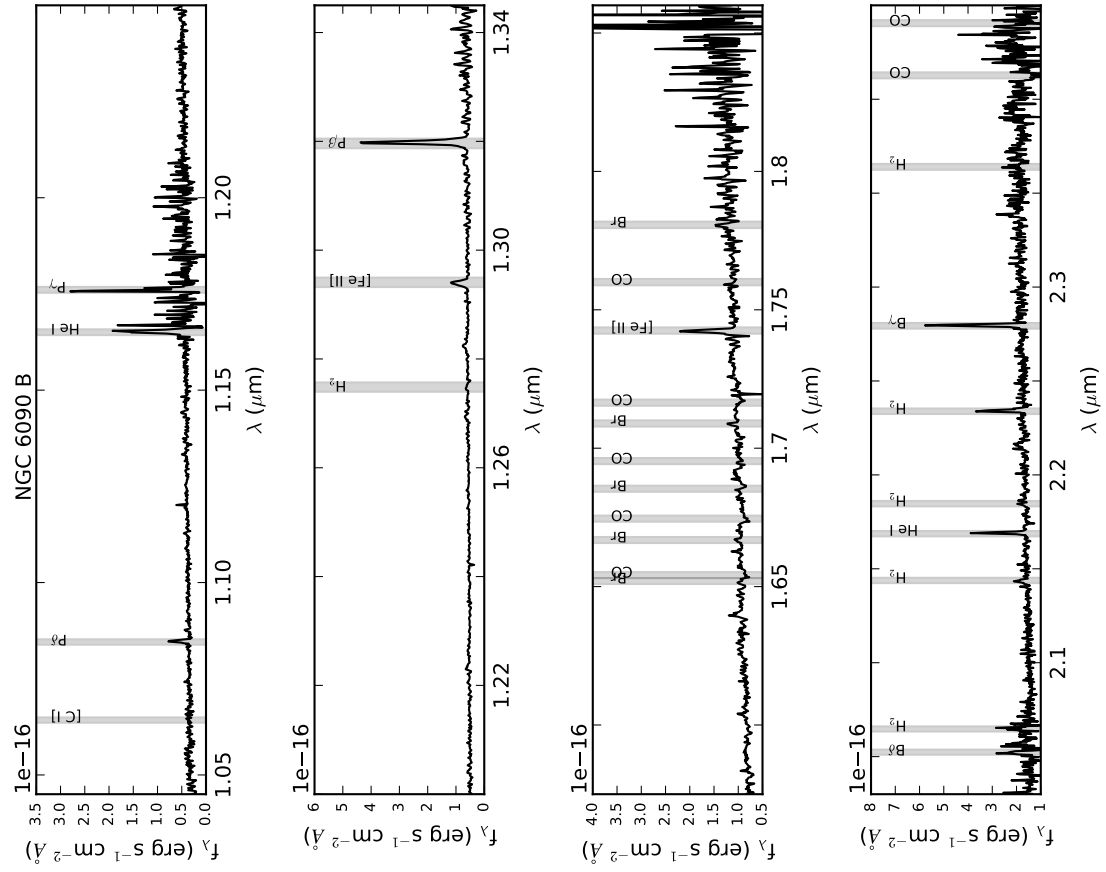 NGC 6090 B
1e−16
3.5
3.0
2.5
2.0
1.5
1.0
0.5
0.0
f_λ (erg s⁻¹ cm⁻² Å)
[C I]
Pδ
He I
Pγ
1.05
1.10
1.15
1.20
λ (μm)
1e−16
6
5
4
3
2
1
0
f_λ (erg s⁻¹ cm⁻² Å)
H₂
[Fe II]
Pβ
1.22
1.26
1.30
1.34
λ (μm)
1e−16
4.0
3.5
3.0
2.5
2.0
1.5
1.0
0.5
f_λ (erg s⁻¹ cm⁻² Å)
Br
CO
Br
CO
Br
CO
Br
CO
[Fe II]
CO
Br
1.65
1.7
1.75
1.8
λ (μm)
1e−16
8
7
6
5
4
3
2
1
f_λ (erg s⁻¹ cm⁻² Å)
Bδ
H₂
H₂
He I
H₂
H₂
Bγ
H₂
CO
CO
2.1
2.2
2.3
λ (μm)